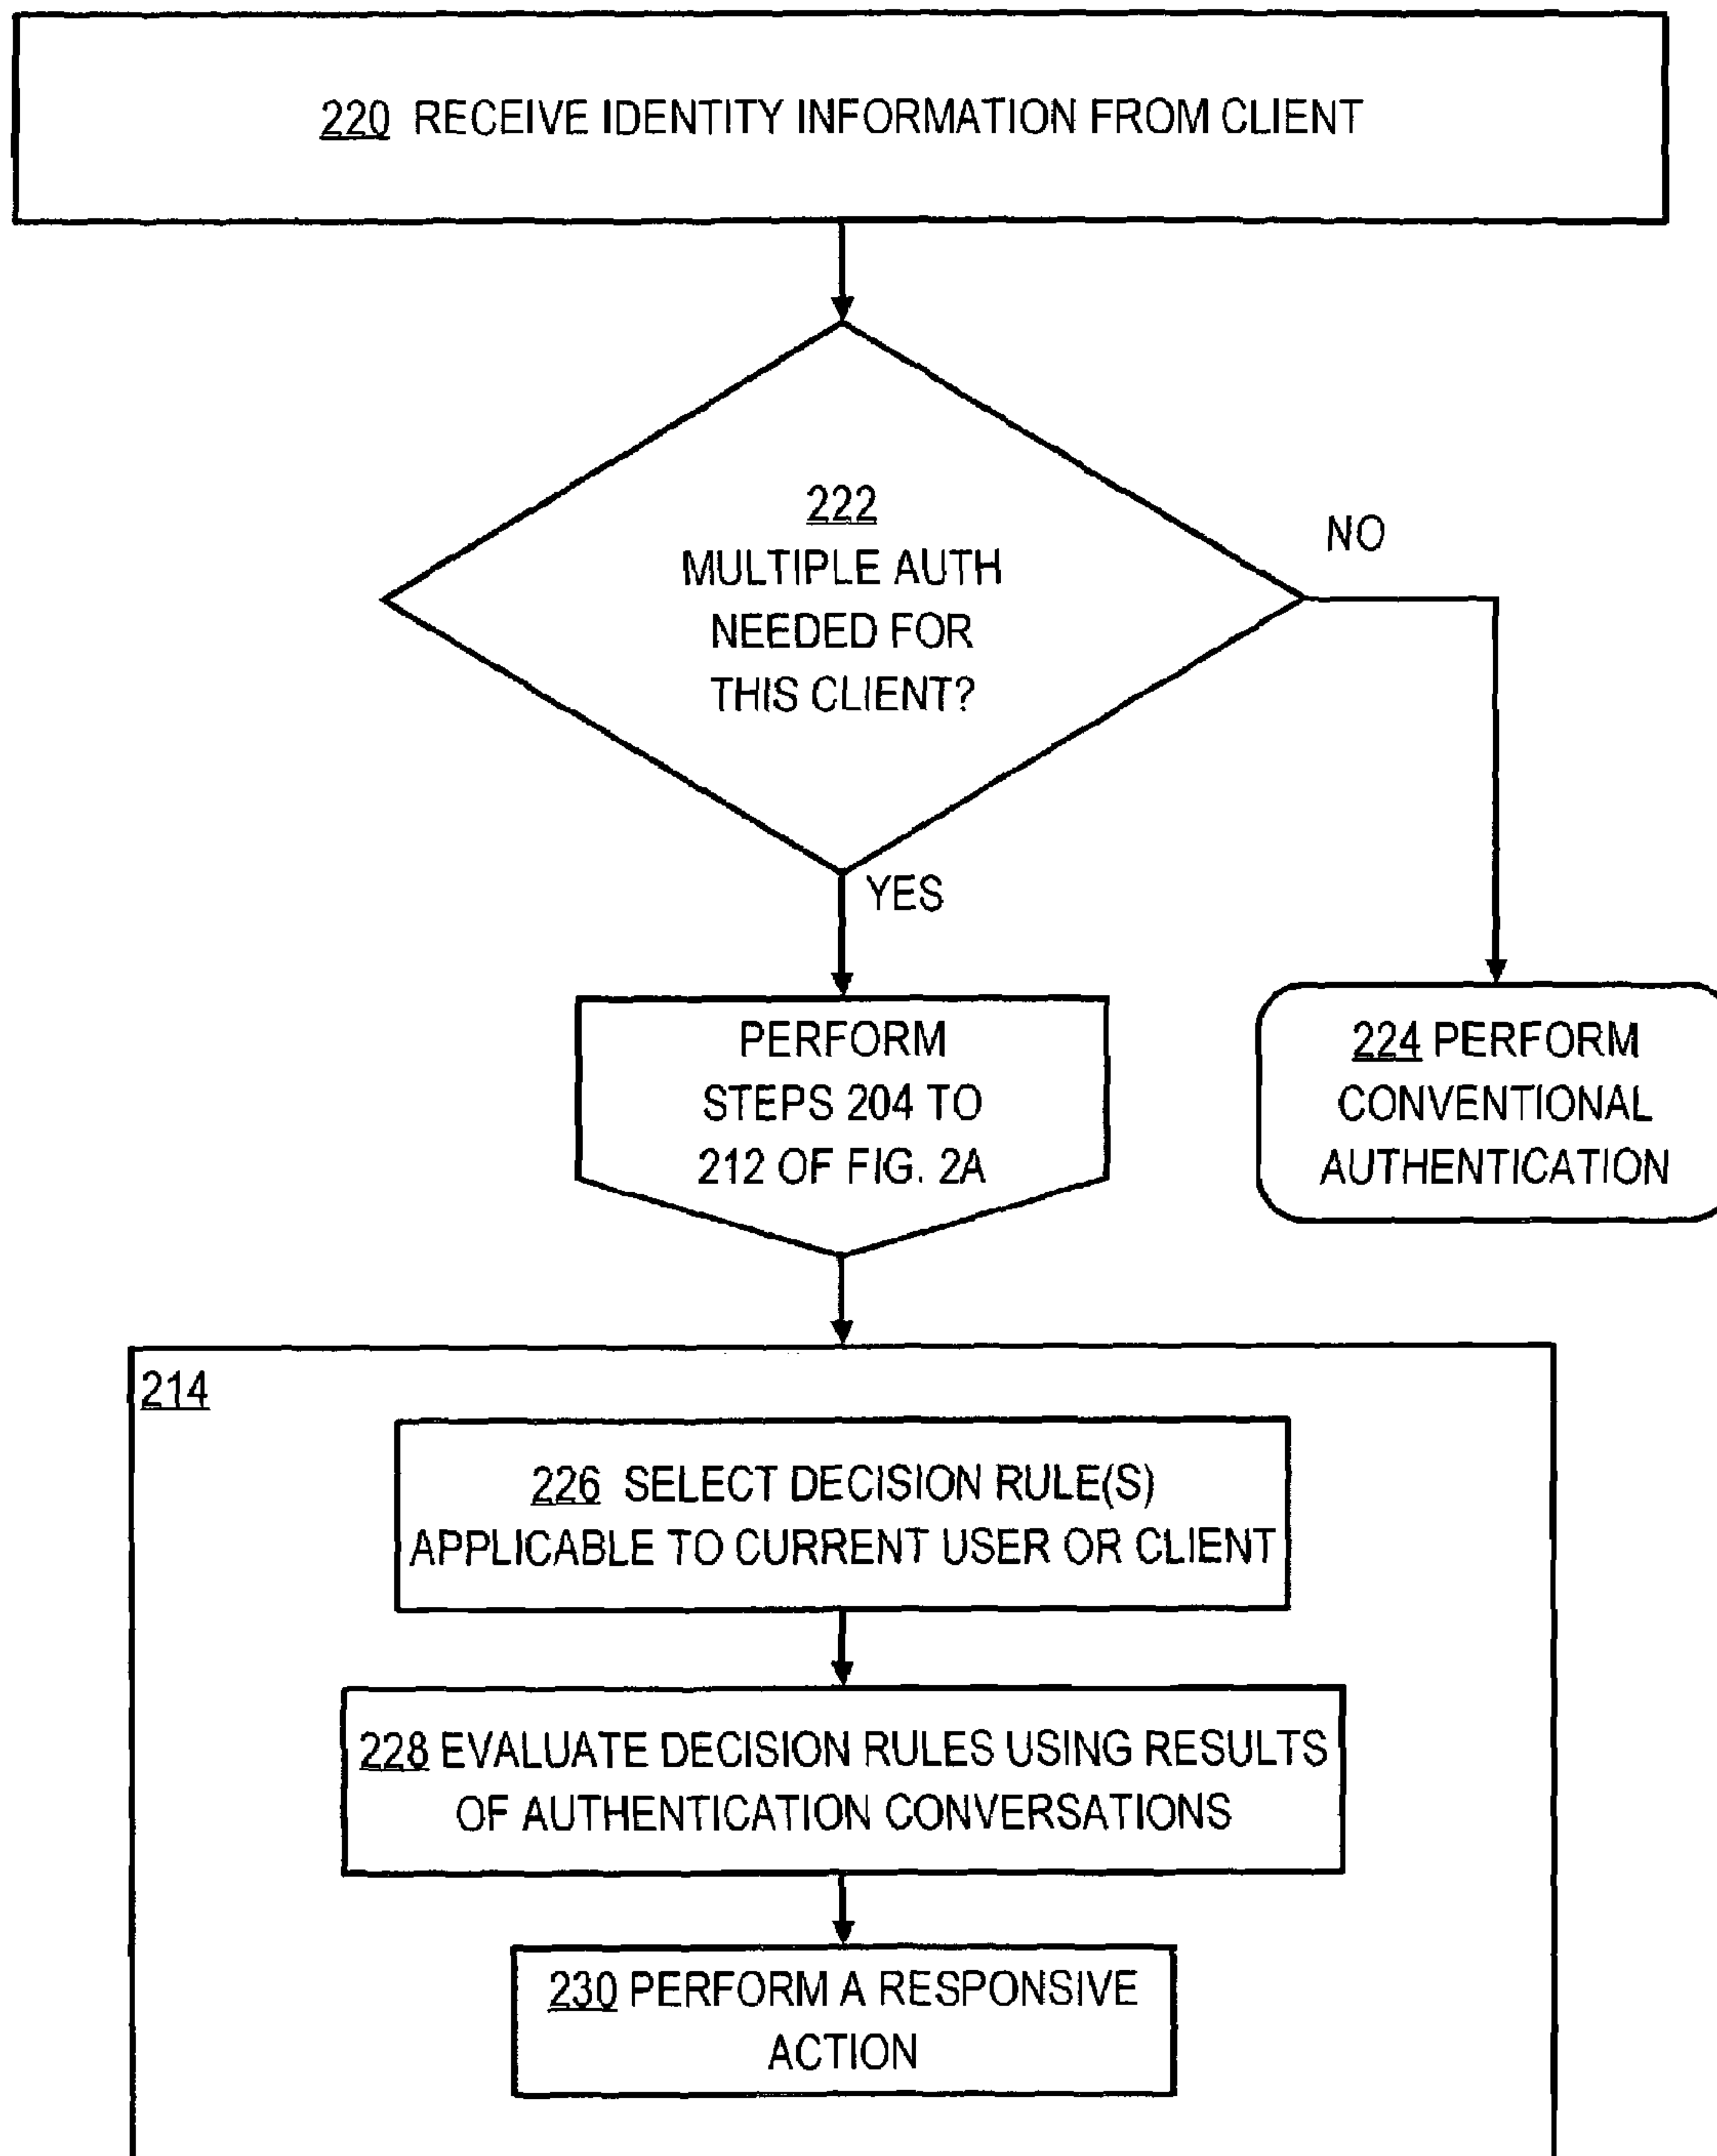 220 RECEIVE IDENTITY INFORMATION FROM CLIENT
222
MULTIPLE AUTH
NEEDED FOR
THIS CLIENT?
NO
YES
PERFORM
STEPS 204 TO
212 OF FIG. 2A
224 PERFORM
CONVENTIONAL
AUTHENTICATION
214
226 SELECT DECISION RULE(S)
APPLICABLE TO CURRENT USER OR CLIENT
228 EVALUATE DECISION RULES USING RESULTS
OF AUTHENTICATION CONVERSATIONS
230 PERFORM A RESPONSIVE
ACTION